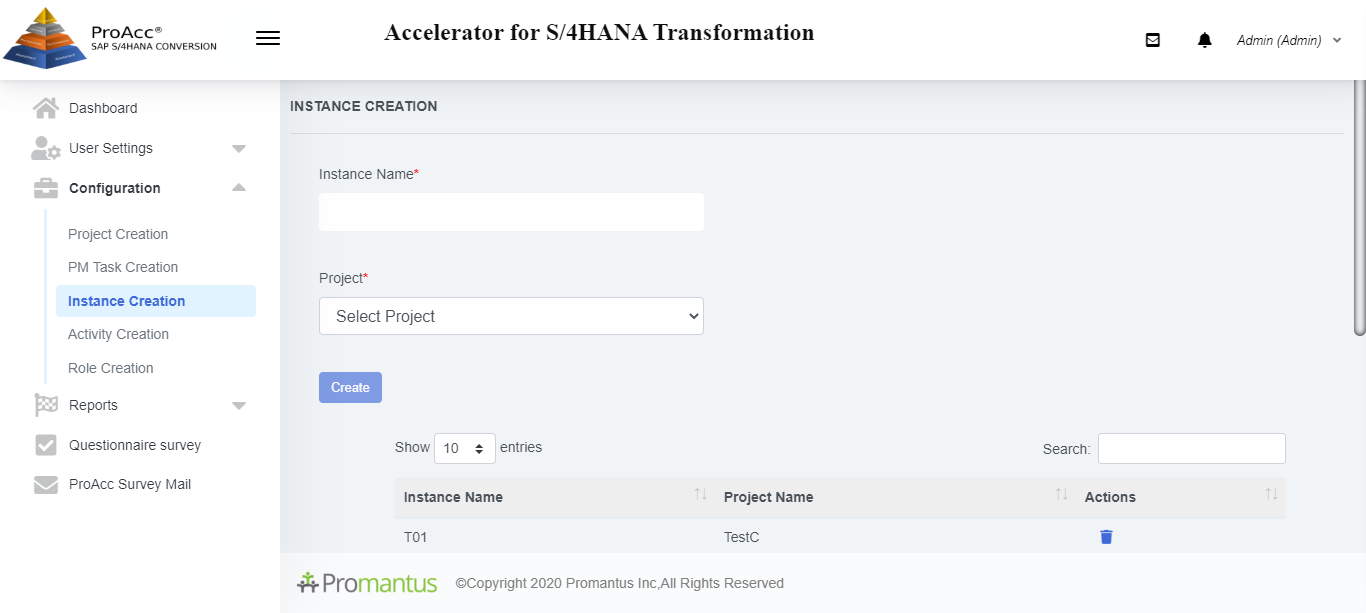 ProAcc®
SAP S/4HANA CONVERSION
Accelerator for S/4HANA Transformation
Admin (Admin)
Dashboard
User Settings
Configuration
Project Creation
PM Task Creation
Instance Creation
Activity Creation
Role Creation
Reports
Questionnaire survey
ProAcc Survey Mail
INSTANCE CREATION
Instance Name*
Project*
Select Project
Create
Show 10 entries
Search:
Instance Name Project Name Actions
T01 TestC
Promantus ©Copyright 2020 Promantus Inc,All Rights Reserved